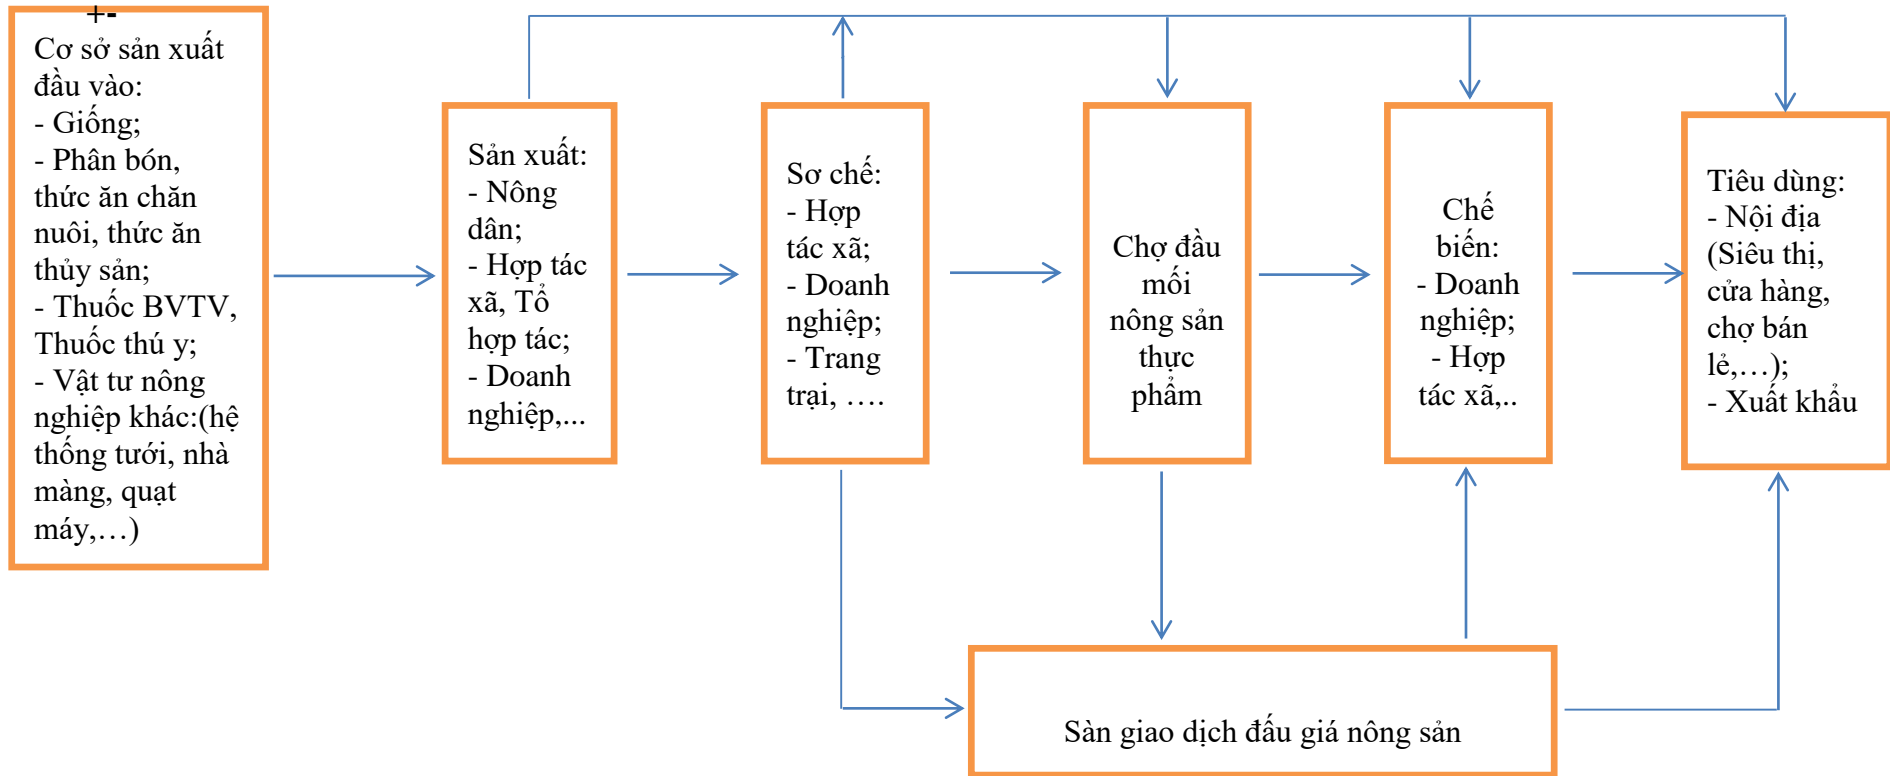 +-
Cơ sở sản xuất
đầu vào:
- Giống;
- Phân bón,
thức ăn chăn
nuôi, thức ăn
thủy sản;
- Thuốc BVTV,
Thuốc thú y;
- Vật tư nông
nghiệp khác:(hệ
thống tưới, nhà
màng, quạt
máy,…)
Sản xuất:
- Nông
dân;
- Hợp tác
xã, Tổ
hợp tác;
- Doanh
nghiệp,...
Sơ chế:
- Hợp
tác xã;
- Doanh
nghiệp;
- Trang
trại, ….
Chợ đầu
mối
nông sản
thực
phẩm
Chế
biến:
- Doanh
nghiệp;
- Hợp
tác xã,..
Tiêu dùng:
- Nội địa
(Siêu thị,
cửa hàng,
chợ bán
lẻ,…);
- Xuất khẩu
Sàn giao dịch đấu giá nông sản